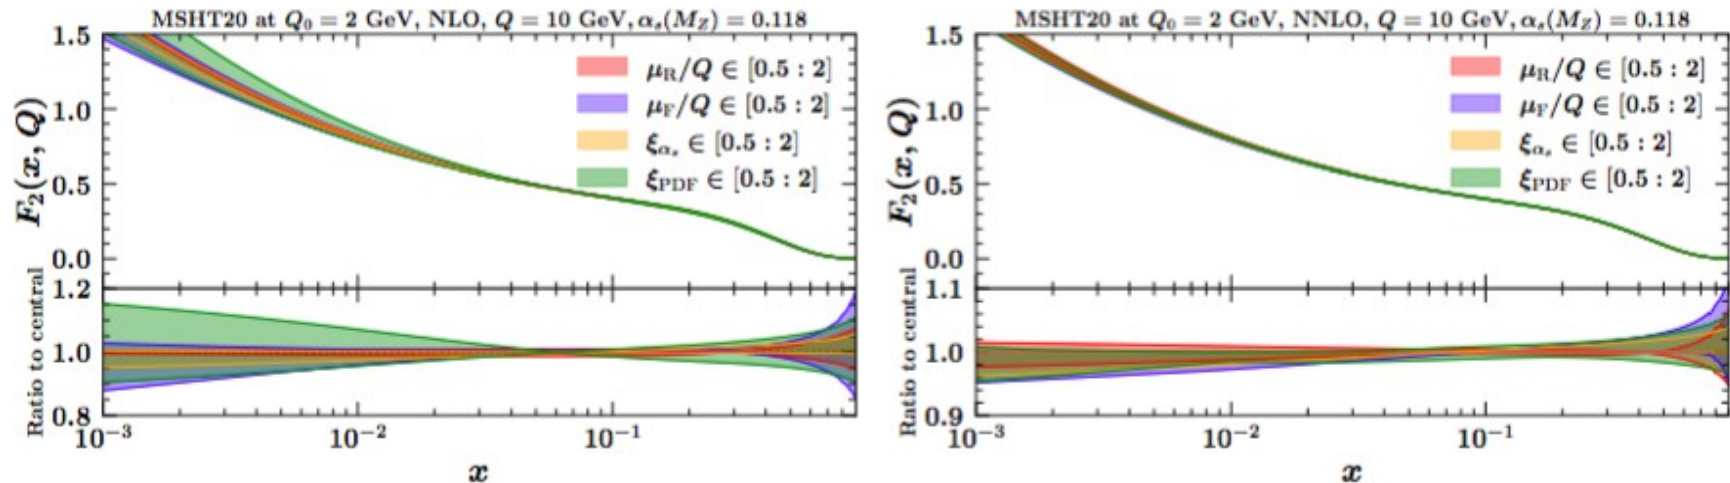 MSHT20 at Q₀ = 2 GeV, NLO, Q = 10 GeV, αₛ(M_Z) = 0.118
1.5
1.0
0.5
0.0
F₂(x, Q)
μ_R/Q ∈ [0.5 : 2]
μ_F/Q ∈ [0.5 : 2]
ξ_αₛ ∈ [0.5 : 2]
ξ_PDF ∈ [0.5 : 2]
1.2
1.0
0.8
Ratio to central
10⁻³
10⁻²
10⁻¹
x
MSHT20 at Q₀ = 2 GeV, NNLO, Q = 10 GeV, αₛ(M_Z) = 0.118
1.5
1.0
0.5
0.0
F₂(x, Q)
μ_R/Q ∈ [0.5 : 2]
μ_F/Q ∈ [0.5 : 2]
ξ_αₛ ∈ [0.5 : 2]
ξ_PDF ∈ [0.5 : 2]
1.1
1.0
0.9
Ratio to central
10⁻³
10⁻²
10⁻¹
x